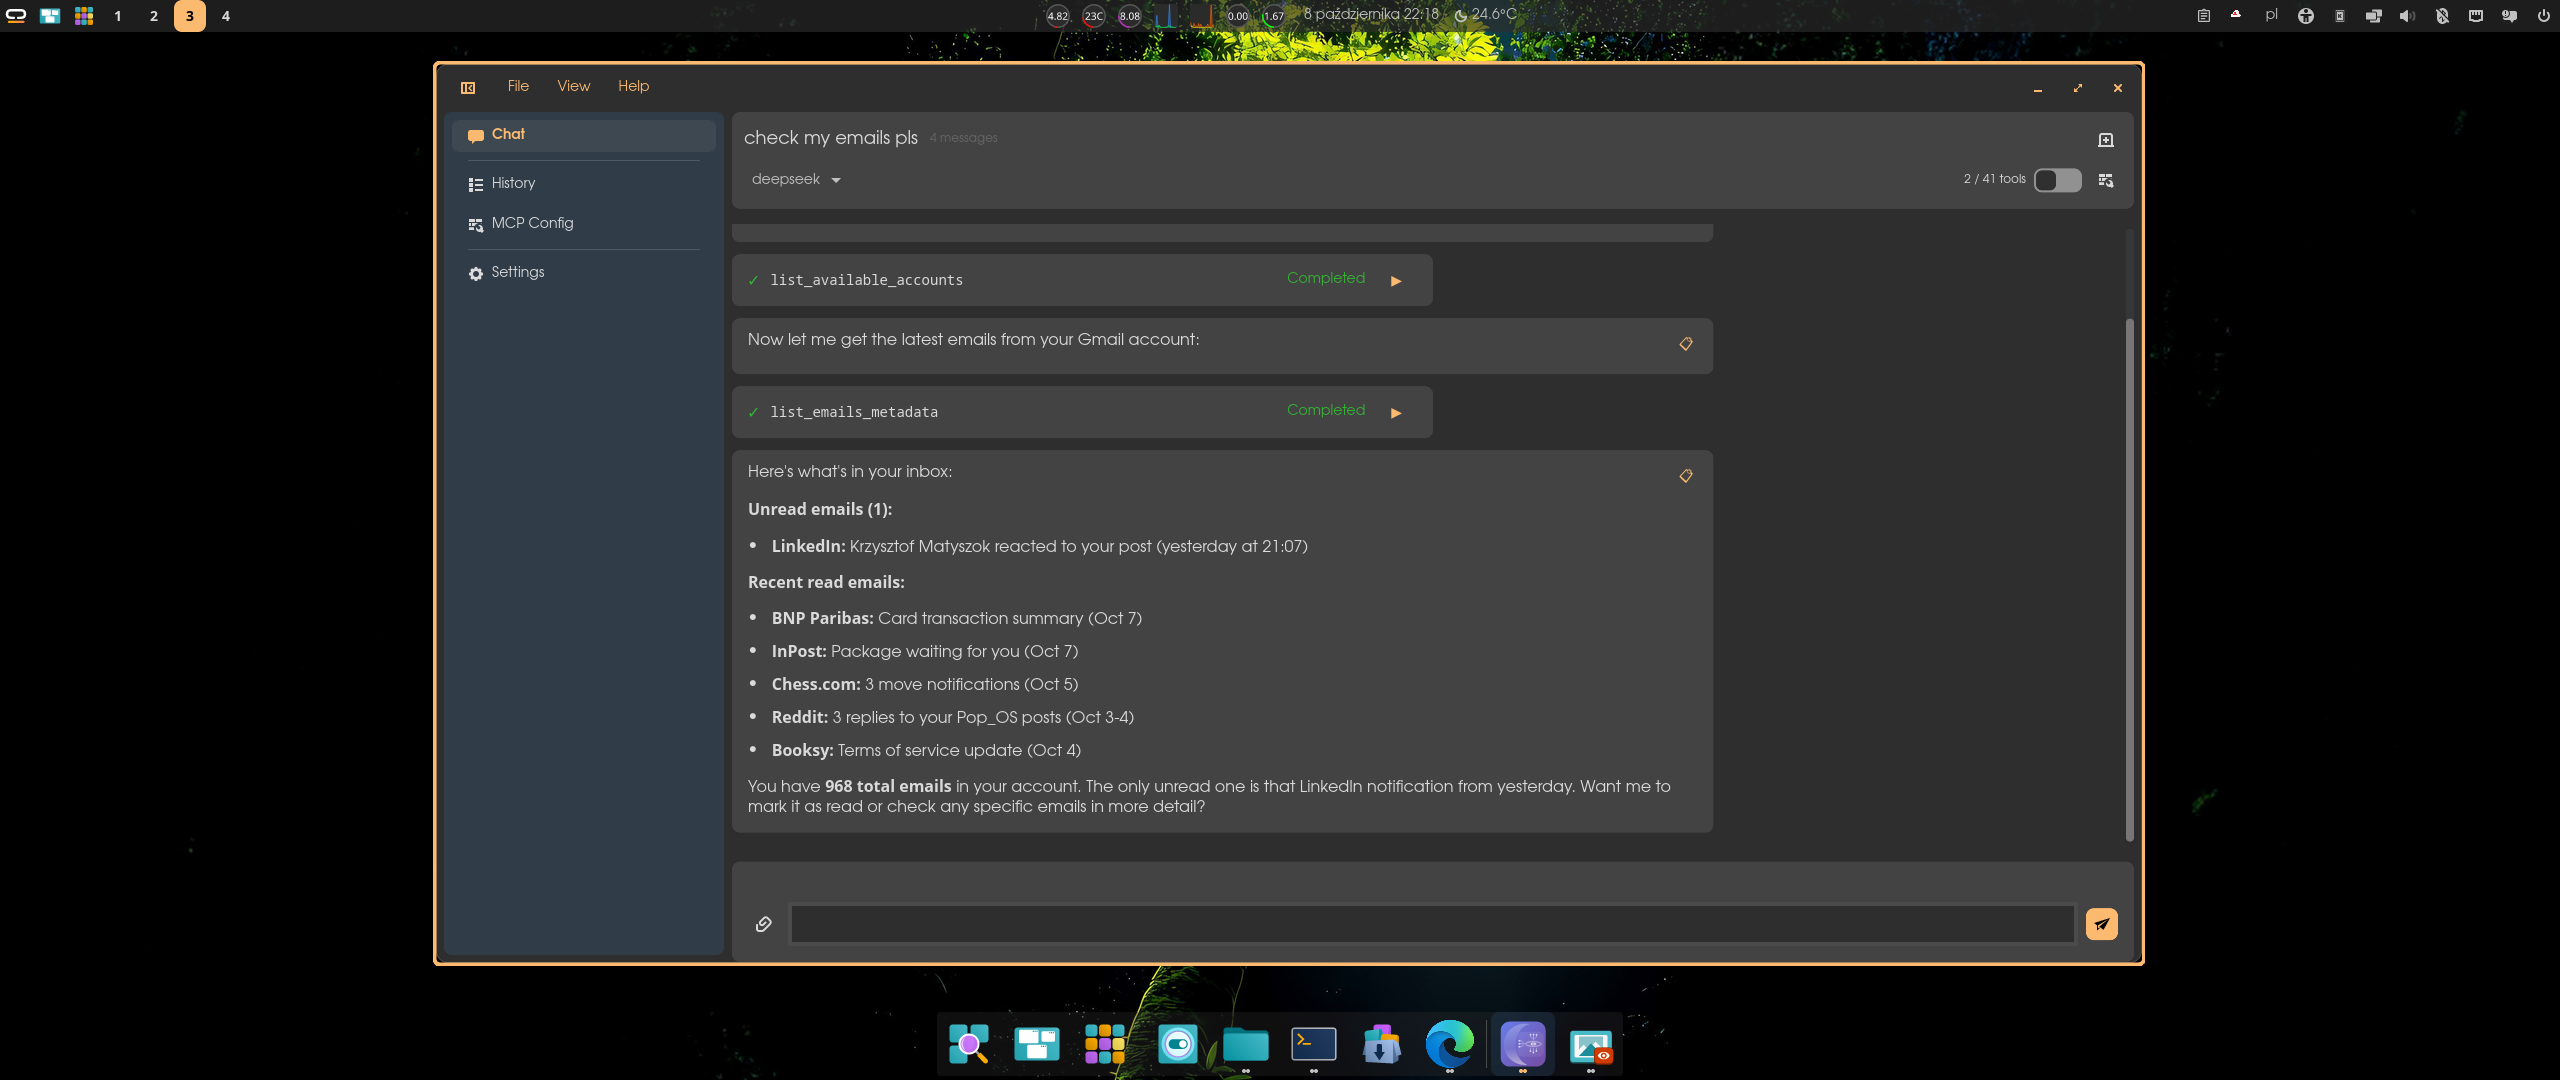 1 2 3 4 4.82 23C 8.08 0.00 1.67 8 października 22:18 24.6°C pl
File View Help
Chat
History
MCP Config
Settings
check my emails pls 4 messages
deepseek 2 / 41 tools
✓ list_available_accounts Completed
Now let me get the latest emails from your Gmail account:
✓ list_emails_metadata Completed
Here's what's in your inbox:
Unread emails (1):
• LinkedIn: Krzysztof Matyszok reacted to your post (yesterday at 21:07)
Recent read emails:
• BNP Paribas: Card transaction summary (Oct 7)
• InPost: Package waiting for you (Oct 7)
• Chess.com: 3 move notifications (Oct 5)
• Reddit: 3 replies to your Pop_OS posts (Oct 3-4)
• Booksy: Terms of service update (Oct 4)
You have 968 total emails in your account. The only unread one is that LinkedIn notification from yesterday. Want me to
mark it as read or check any specific emails in more detail?